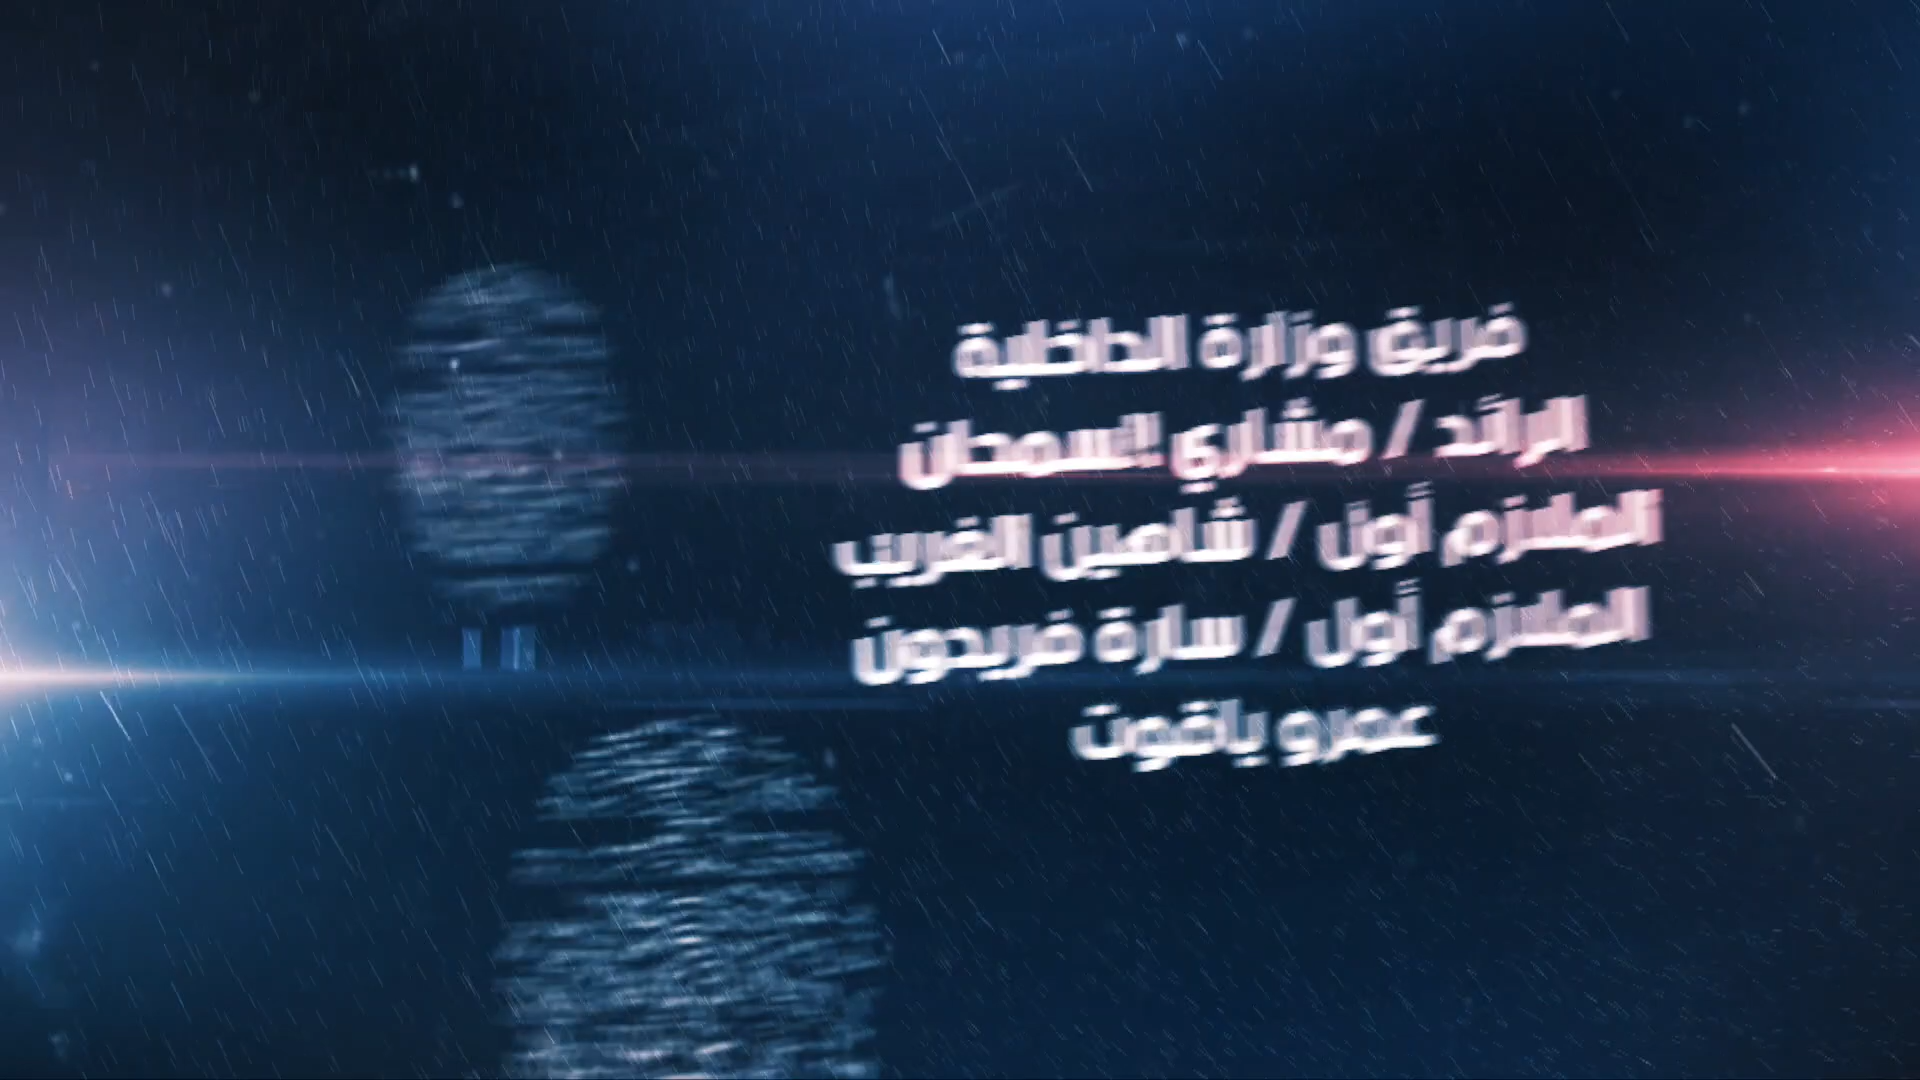 فريق وزارة الداخلية
الرائد / مشاري السمحان
الملازم أول / شاهين الغريب
الملازم أول / سارة فريدون
عمرو ياقوت